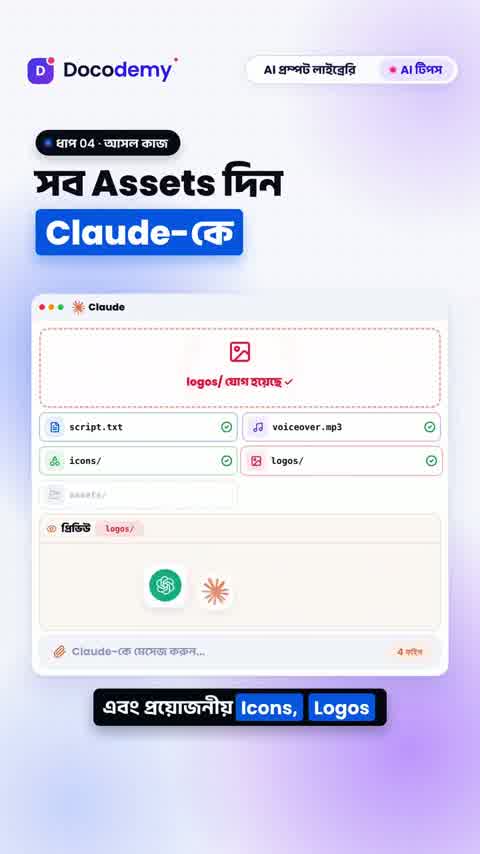 D Docodemy
AI প্রম্পট লাইব্রেরি AI টিপস
ধাপ 04 · আসল কাজ
সব Assets দিন
Claude-কে
Claude
logos/ যোগ হয়েছে ✓
script.txt voiceover.mp3
icons/ logos/
assets/
প্রিভিউ logos/
Claude-কে মেসেজ করুন... 4 ফাইল
এবং প্রয়োজনীয় Icons, Logos